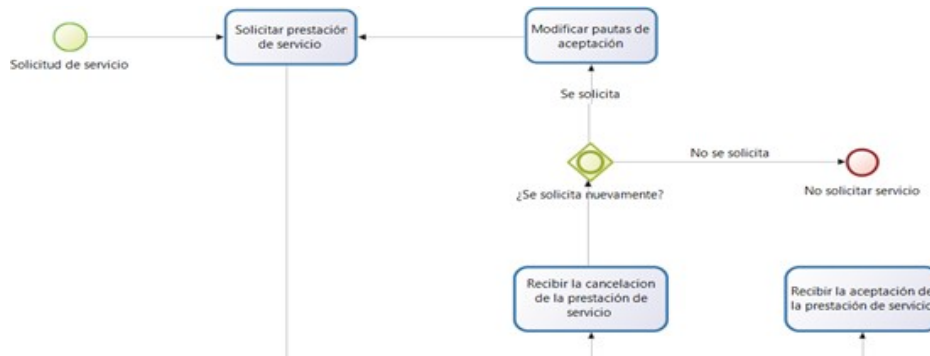 Solicitar prestación
de servicio
Modificar pautas de
aceptación
Solicitud de servicio
Se solicita
No se solicita
¿Se solicita nuevamente?
No solicitar servicio
Recibir la cancelacion
de la prestación de
servicio
Recibir la aceptación de
la prestación de servicio